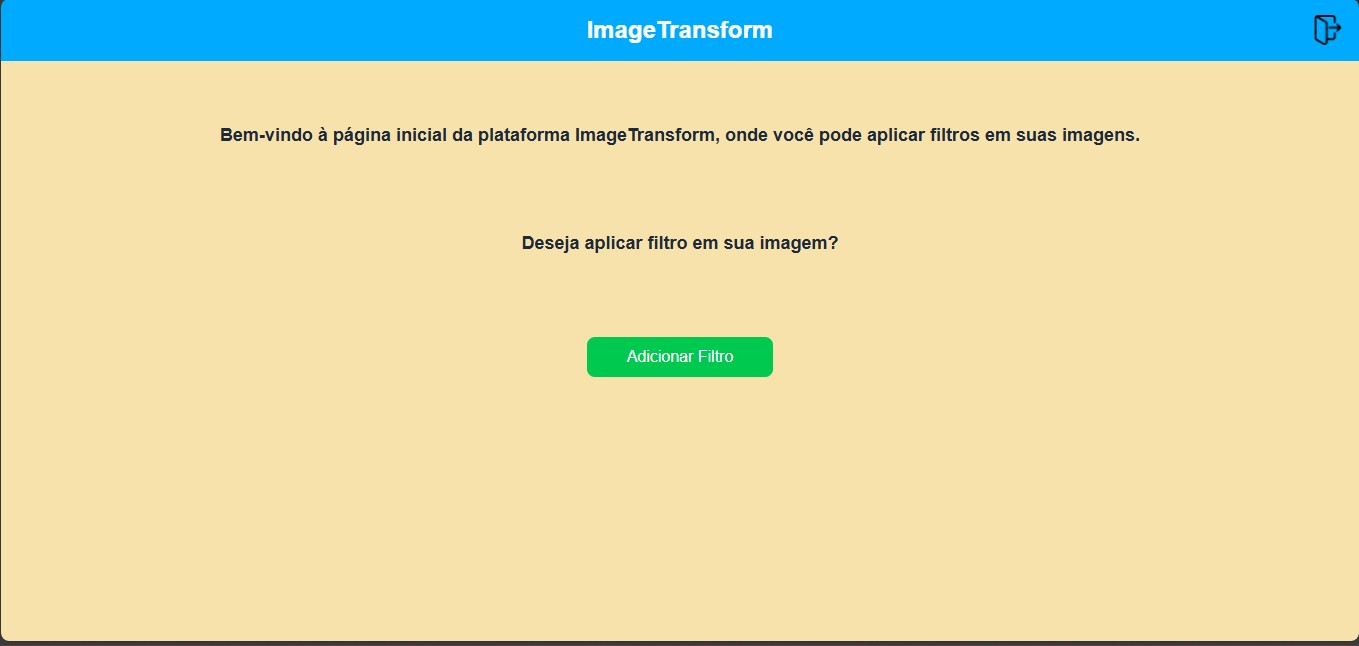 ImageTransform
Bem-vindo à página inicial da plataforma ImageTransform, onde você pode aplicar filtros em suas imagens.
Deseja aplicar filtro em sua imagem?
Adicionar Filtro